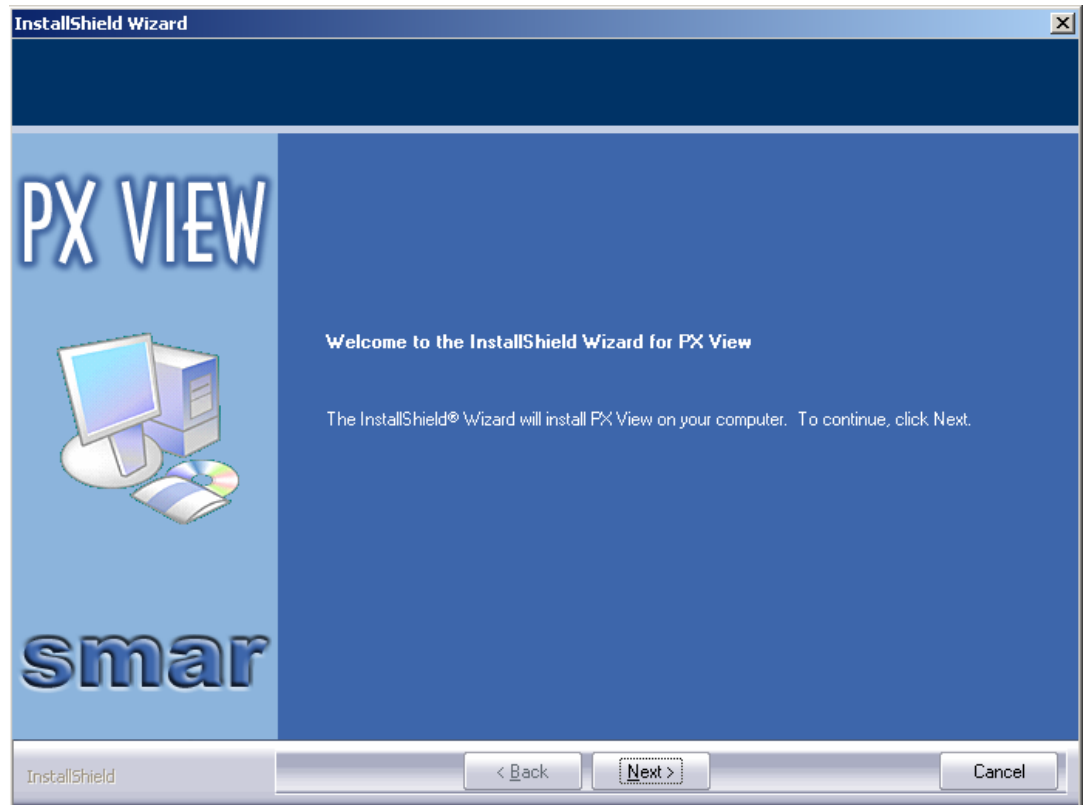 InstallShield Wizard
PX VIEW
Welcome to the InstallShield Wizard for PX View
The InstallShield® Wizard will install PX View on your computer.  To continue, click Next.
smar
InstallShield
< Back
Next >
Cancel